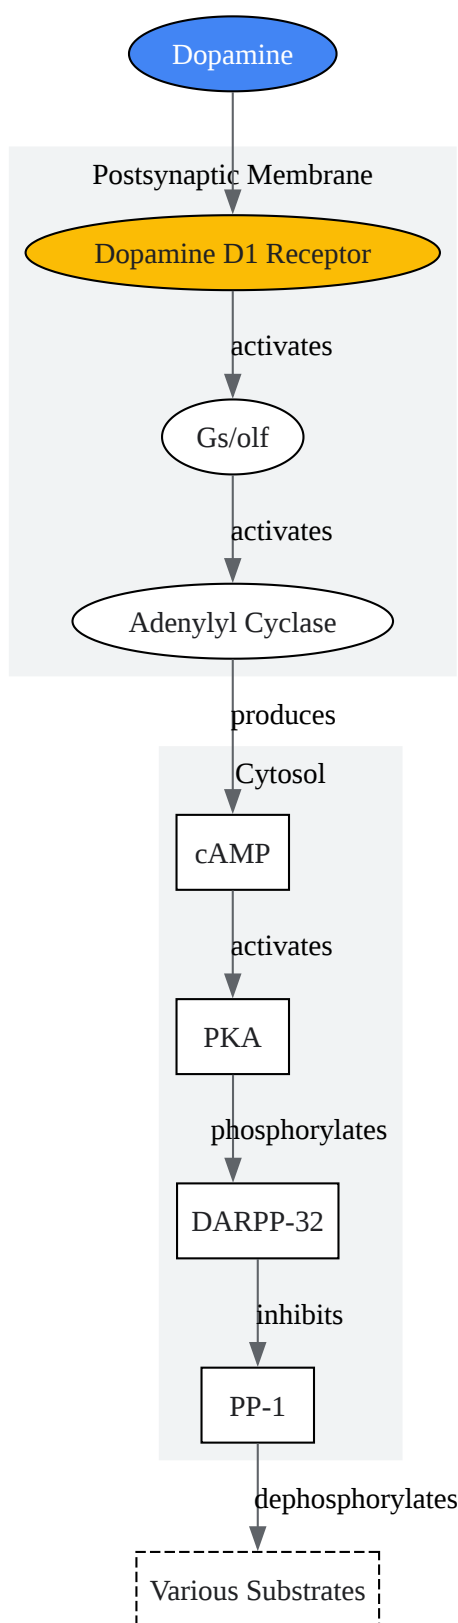 Dopamine
Postsynaptic Membrane
Dopamine D1 Receptor
activates
Gs/olf
activates
Adenylyl Cyclase
produces
Cytosol
cAMP
activates
PKA
phosphorylates
DARPP-32
inhibits
PP-1
dephosphorylates
Various Substrates